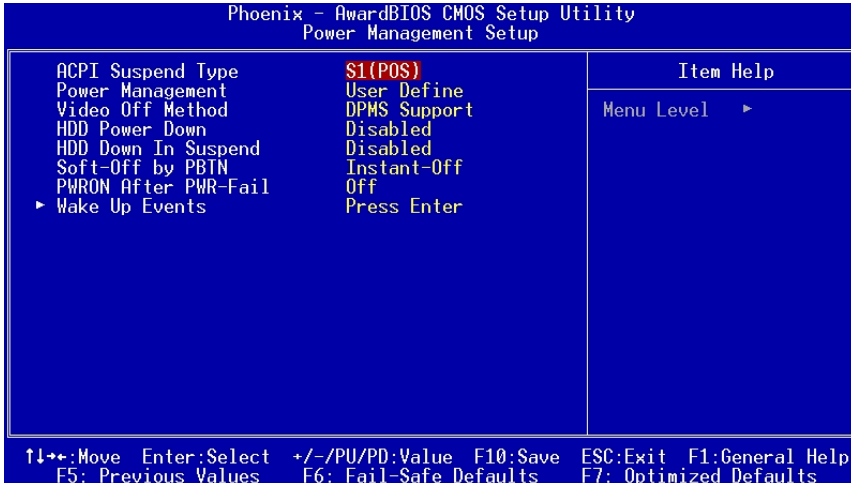 Phoenix - AwardBIOS CMOS Setup Utility
Power Management Setup
ACPI Suspend Type S1(POS)
Power Management User Define
Video Off Method DPMS Support
HDD Power Down Disabled
HDD Down In Suspend Disabled
Soft-Off by PBTN Instant-Off
PWRON After PWR-Fail Off
► Wake Up Events Press Enter
Item Help
Menu Level ►
↑↓→←:Move Enter:Select +/-/PU/PD:Value F10:Save ESC:Exit F1:General Help
F5: Previous Values F6: Fail-Safe Defaults F7: Optimized Defaults